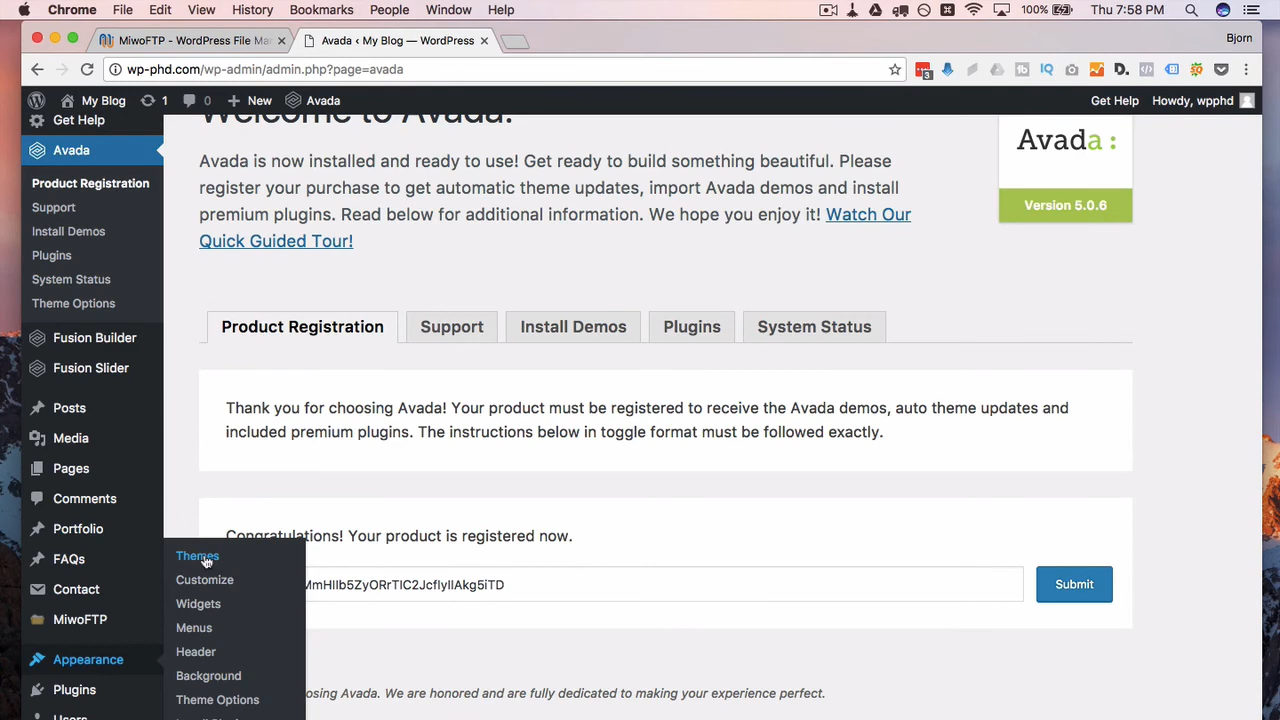 Chrome File Edit View History Bookmarks People Window Help 100% Thu 7:58 PM
MiwoFTP - WordPress File Mar Avada ‹ My Blog — WordPress Bjorn
wp-phd.com/wp-admin/admin.php?page=avada 3
My Blog 1 0 New Avada Get Help Howdy, wpphd
Get Help
Avada
Product Registration
Support
Install Demos
Plugins
System Status
Theme Options
Fusion Builder
Fusion Slider
Posts
Media
Pages
Comments
Portfolio
FAQs
Contact
MiwoFTP
Appearance
Plugins
Users
Themes
Customize
Widgets
Menus
Header
Background
Theme Options
Welcome to Avada!
Avada is now installed and ready to use! Get ready to build something beautiful. Please
register your purchase to get automatic theme updates, import Avada demos and install
premium plugins. Read below for additional information. We hope you enjoy it! Watch Our
Quick Guided Tour!
Avada :
Version 5.0.6
Product Registration Support Install Demos Plugins System Status
Thank you for choosing Avada! Your product must be registered to receive the Avada demos, auto theme updates and
included premium plugins. The instructions below in toggle format must be followed exactly.
Congratulations! Your product is registered now.
Submit
osing Avada. We are honored and are fully dedicated to making your experience perfect.